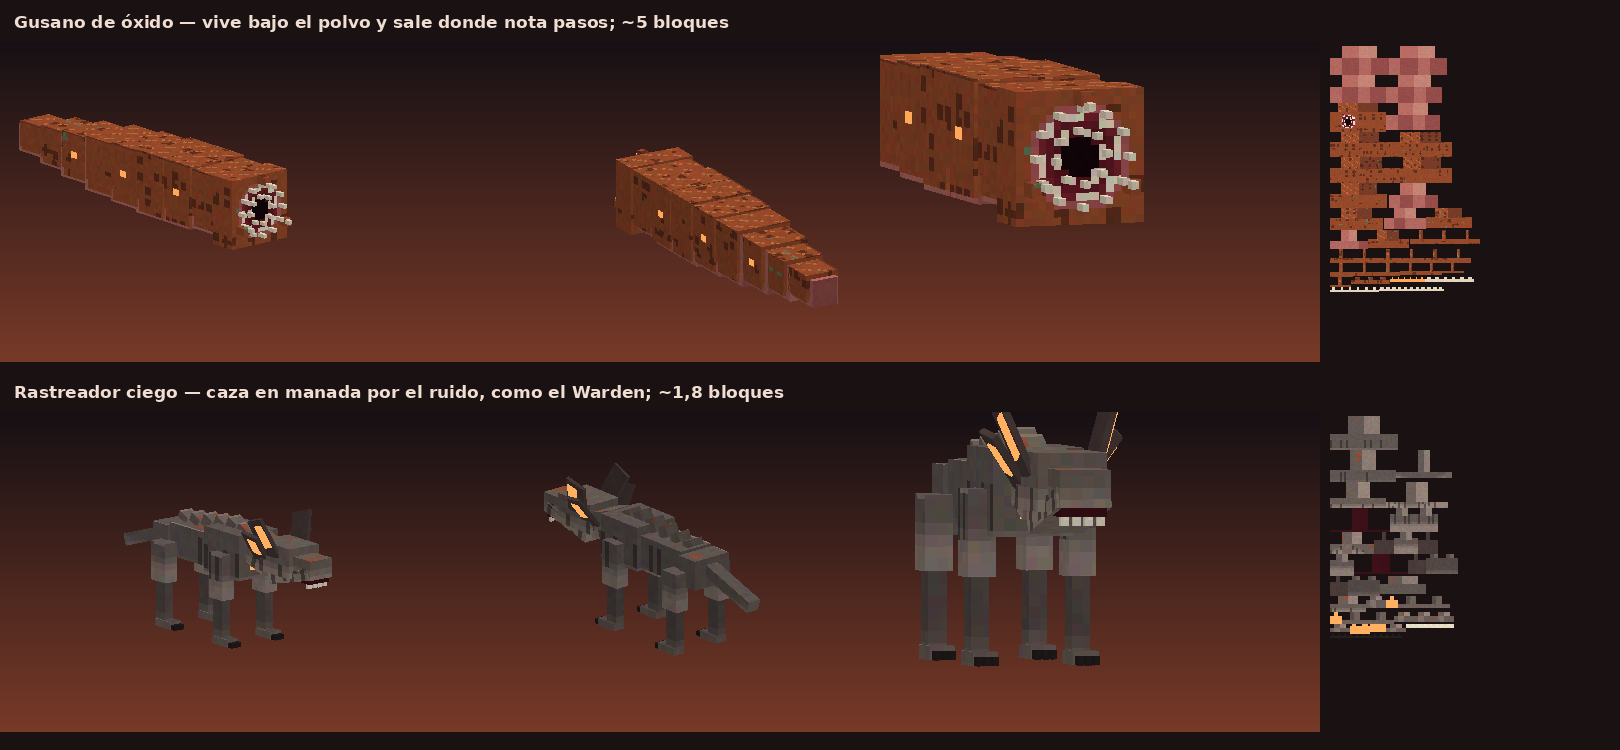 Gusano de óxido — vive bajo el polvo y sale donde nota pasos; ~5 bloques
Rastreador ciego — caza en manada por el ruido, como el Warden; ~1,8 bloques